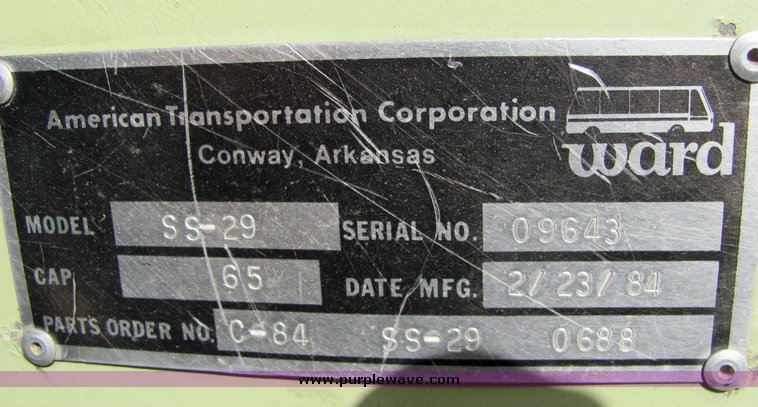 American Transportation Corporation
Conway, Arkansas
ward
MODEL SS-29 SERIAL NO. 09643
CAP 65 DATE MFG. 2/23/84
PARTS ORDER NO. C-84 SS-29 0688
www.purplewave.com